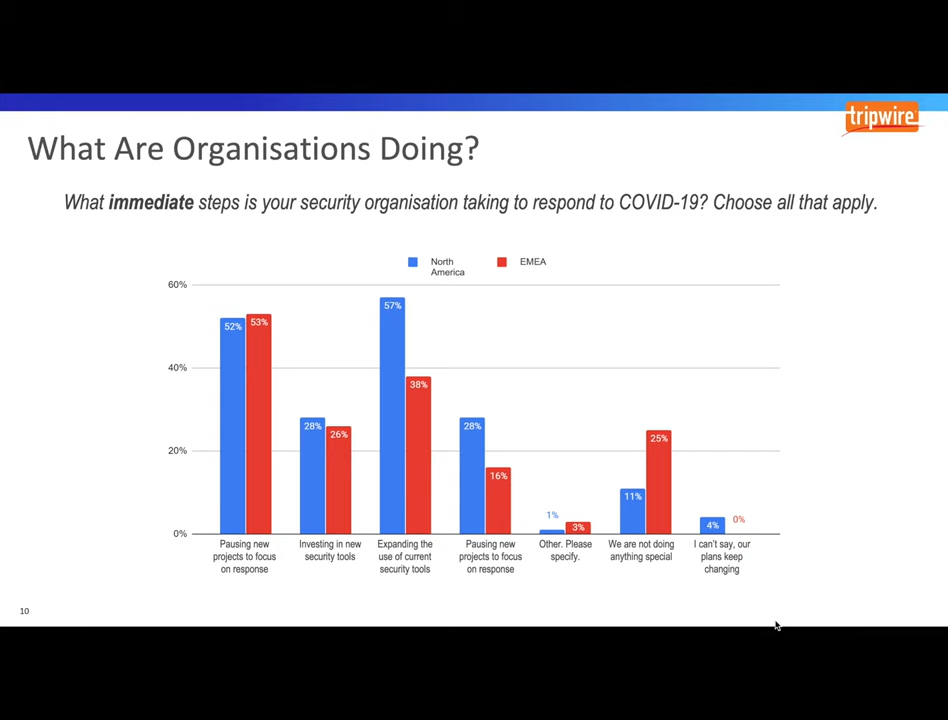 tripwire
What Are Organisations Doing?
What immediate steps is your security organisation taking to respond to COVID-19? Choose all that apply.
North
America
EMEA
60%
40%
20%
0%
52%
53%
28%
26%
57%
38%
28%
16%
1%
3%
11%
25%
4%
0%
Pausing new
projects to focus
on response
Investing in new
security tools
Expanding the
use of current
security tools
Pausing new
projects to focus
on response
Other. Please
specify.
We are not doing
anything special
I can't say, our
plans keep
changing
10